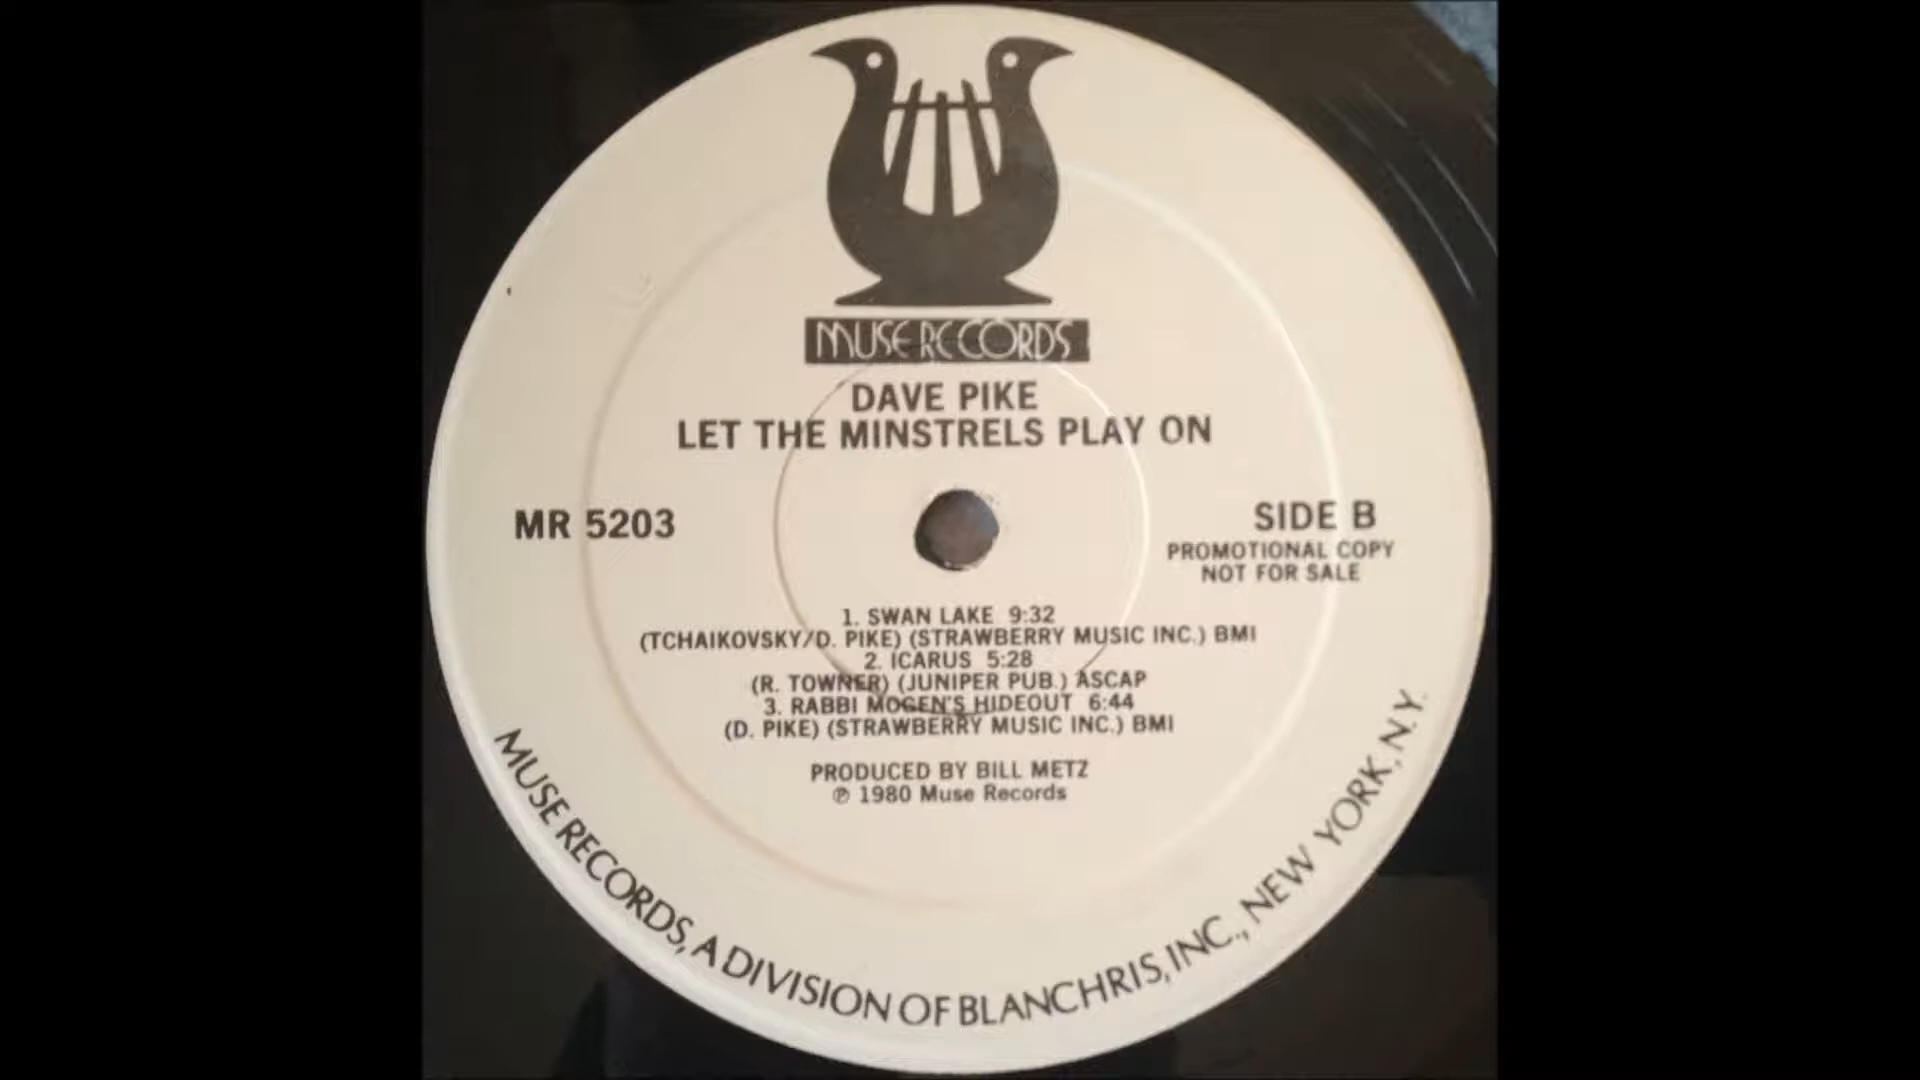 MUSE RECORDS
DAVE PIKE
LET THE MINSTRELS PLAY ON
MR 5203
SIDE B
PROMOTIONAL COPY
NOT FOR SALE
1. SWAN LAKE 9:32
(TCHAIKOVSKY/D. PIKE) (STRAWBERRY MUSIC INC.) BMI
2. ICARUS 5:28
(R. TOWNER) (JUNIPER PUB.) ASCAP
3. RABBI MOGEN'S HIDEOUT 6:44
(D. PIKE) (STRAWBERRY MUSIC INC.) BMI
PRODUCED BY BILL METZ
℗ 1980 Muse Records
MUSE RECORDS, A DIVISION OF BLANCHRIS, INC., NEW YORK, N.Y.